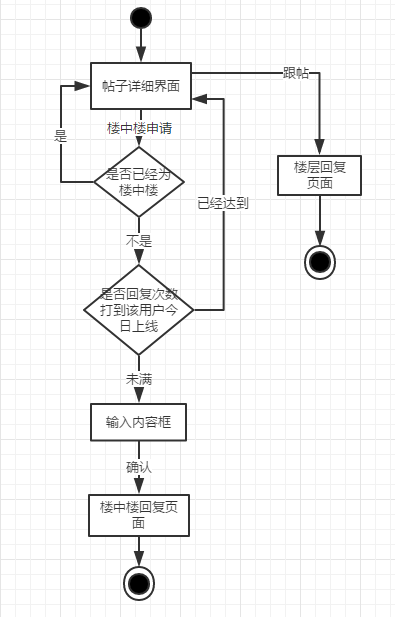 帖子详细界面
跟帖
楼中楼申请
是
是否已经为
楼中楼
楼层回复
页面
已经达到
不是
是否回复次数
打到该用户今
日上线
未满
输入内容框
确认
楼中楼回复页
面